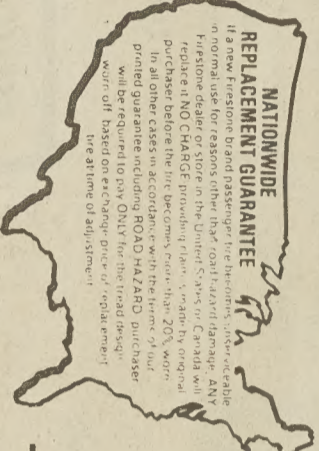 NATIONWIDE
REPLACEMENT GUARANTEE
If a new Firestone brand passenger tire becomes unserviceable
in normal use for reasons other than road hazard damage, ANY
Firestone dealer or store in the United States or Canada will
replace it NO CHARGE providing claim is made by original
purchaser before the tire becomes more than 20% worn
In all other cases in accordance with the terms of our
printed guarantee including ROAD HAZARD purchaser
will be required to pay ONLY for the tread design
worn off based on exchange price of replacement
tire at time of adjustment